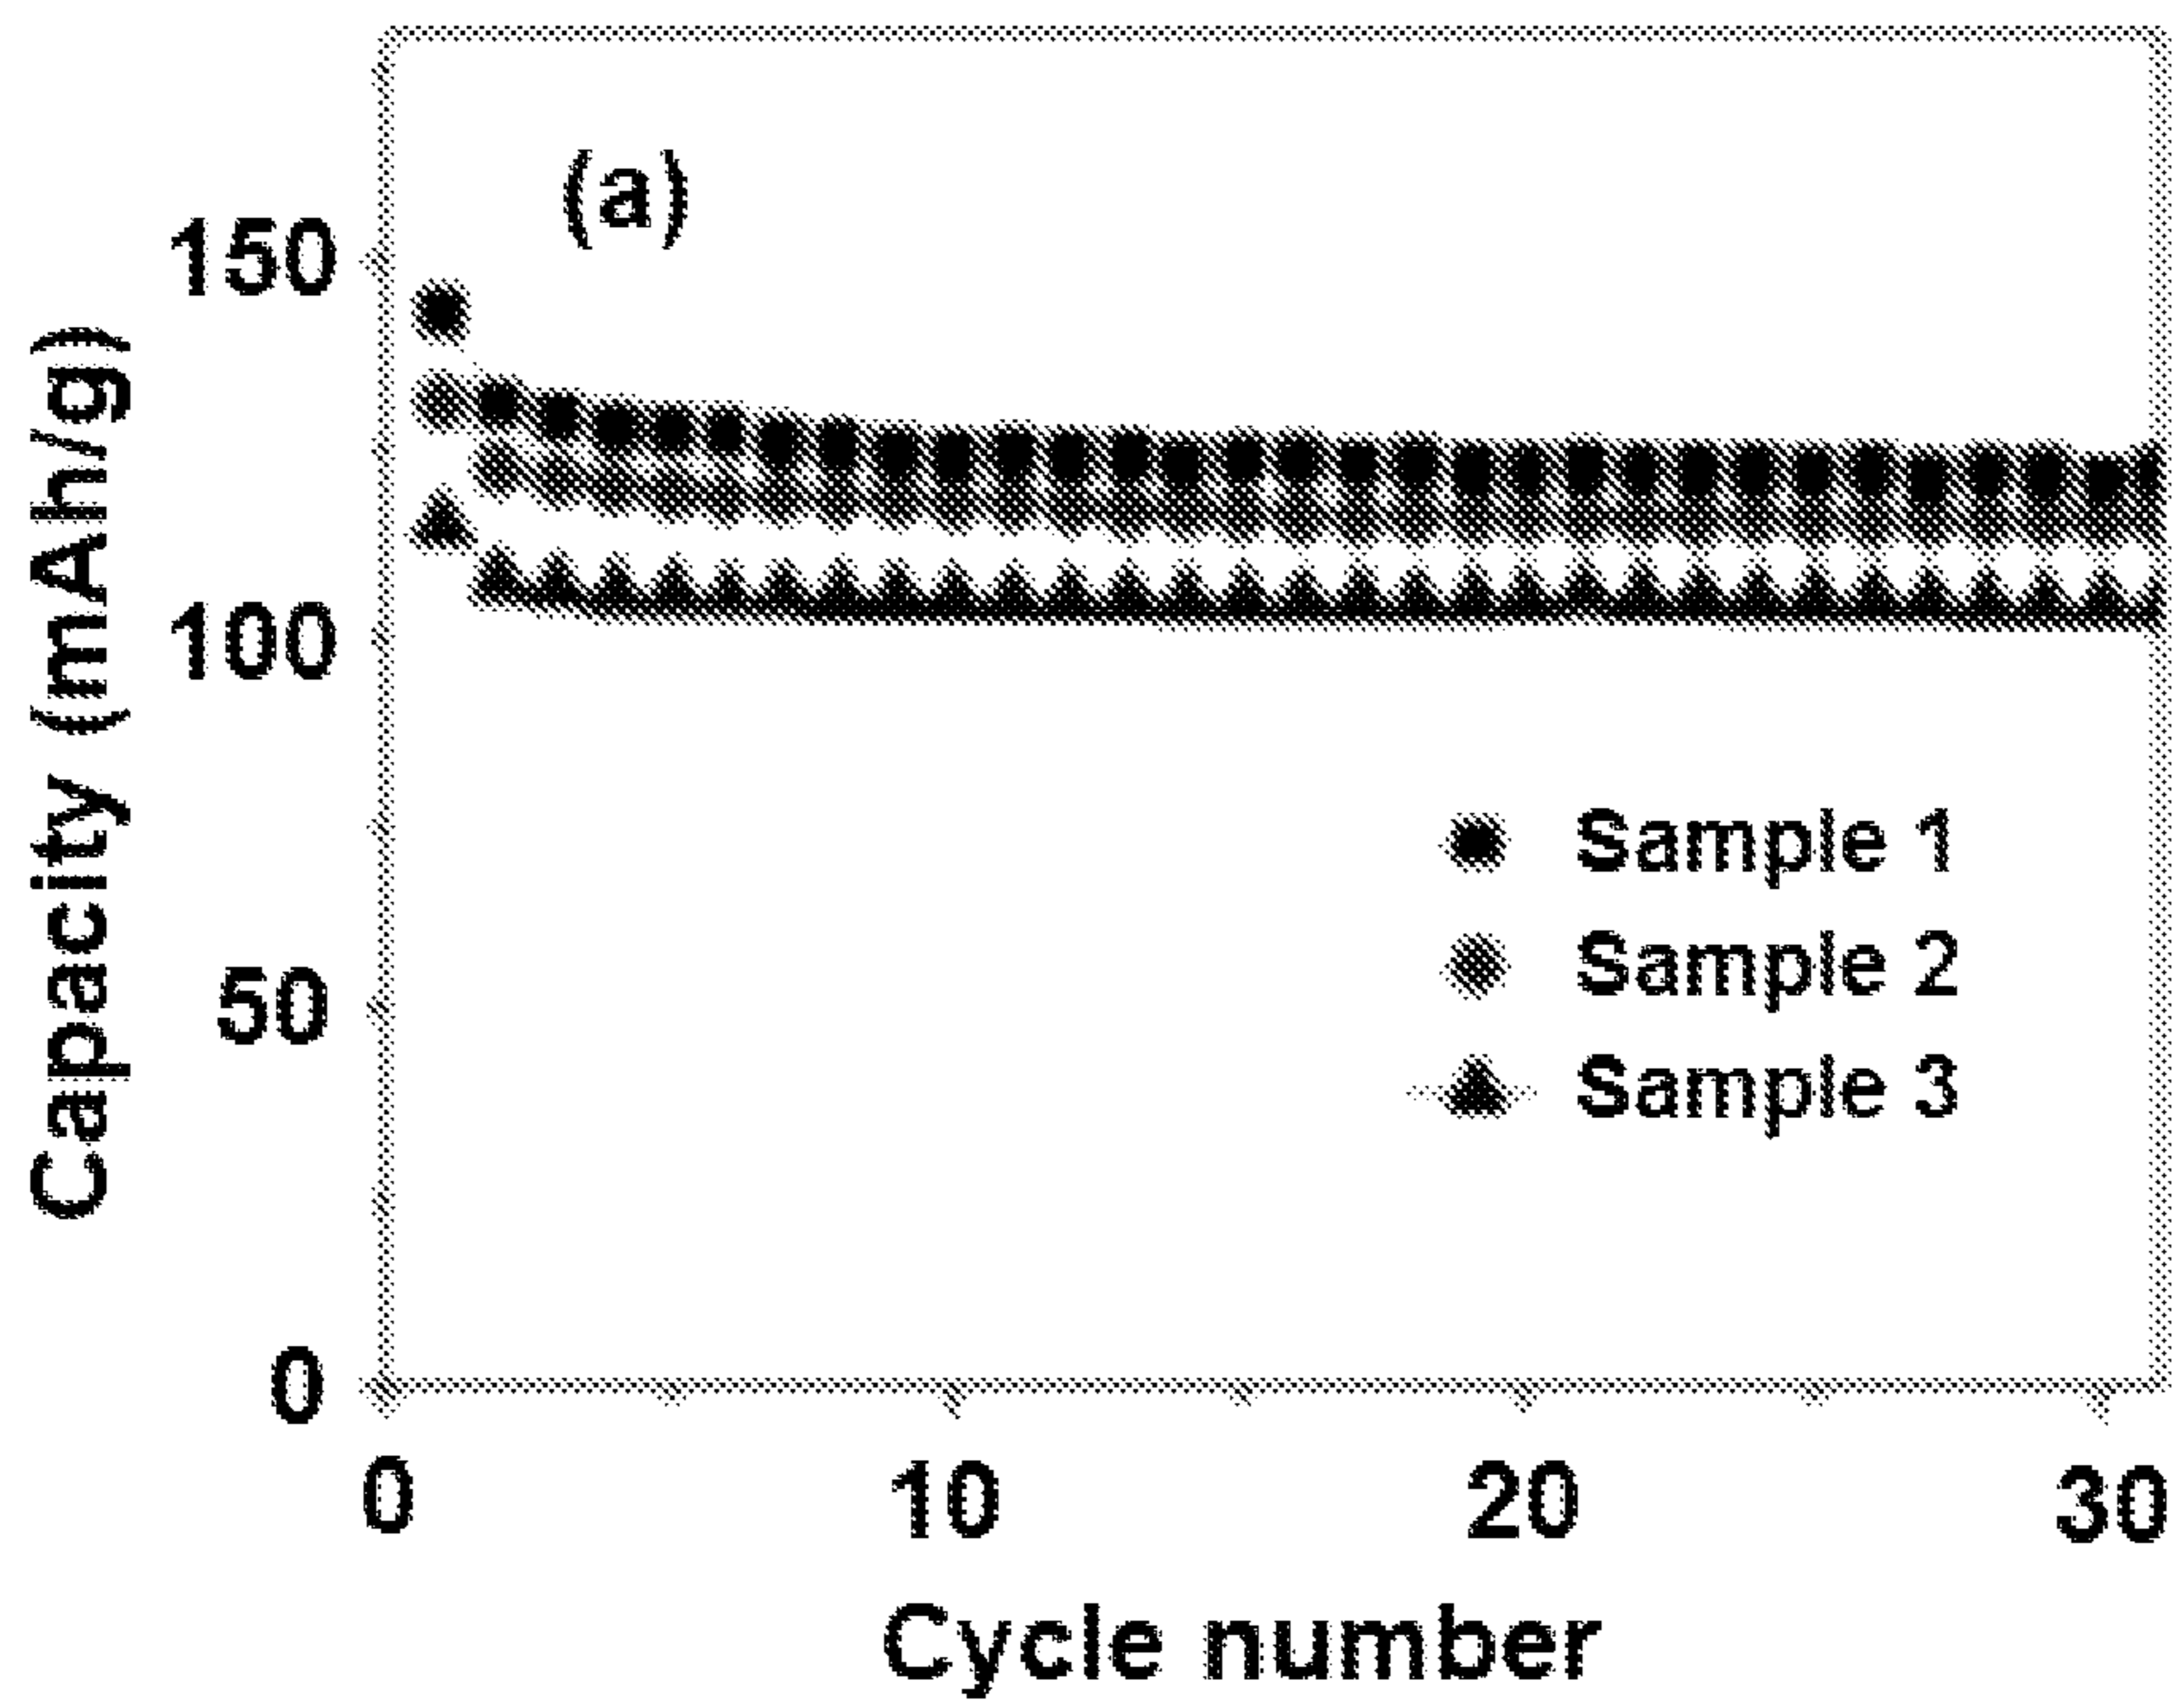 (a)
150
100
50
0
Capacity (mAh/g)
Sample 1
Sample 2
Sample 3
0 10 20 30
Cycle number